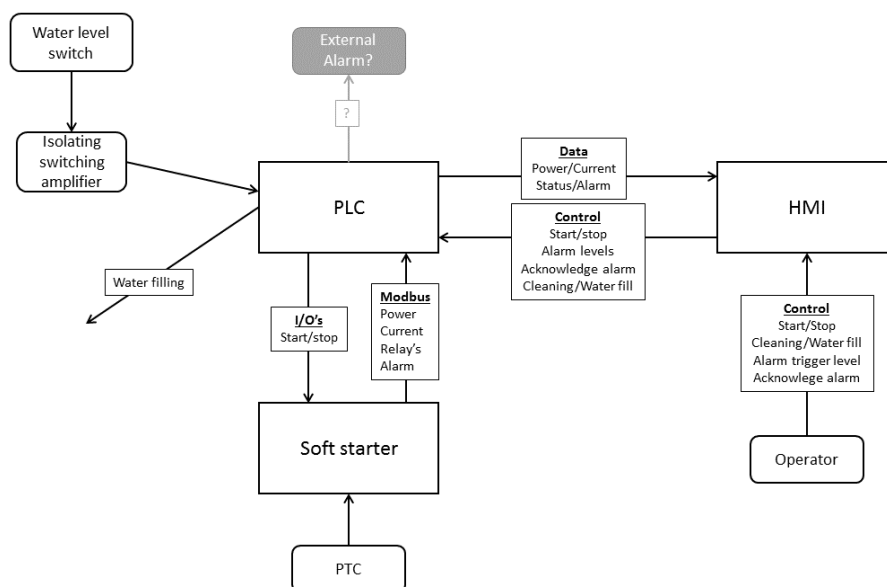 Water level
switch
External
Alarm?
?
Isolating
switching
amplifier
PLC
Data
Power/Current
Status/Alarm
HMI
Control
Start/stop
Alarm levels
Acknowledge alarm
Cleaning/Water fill
Water filling
I/O's
Start/stop
Modbus
Power
Current
Relay's
Alarm
Control
Start/Stop
Cleaning/Water fill
Alarm trigger level
Acknowlege alarm
Soft starter
Operator
PTC